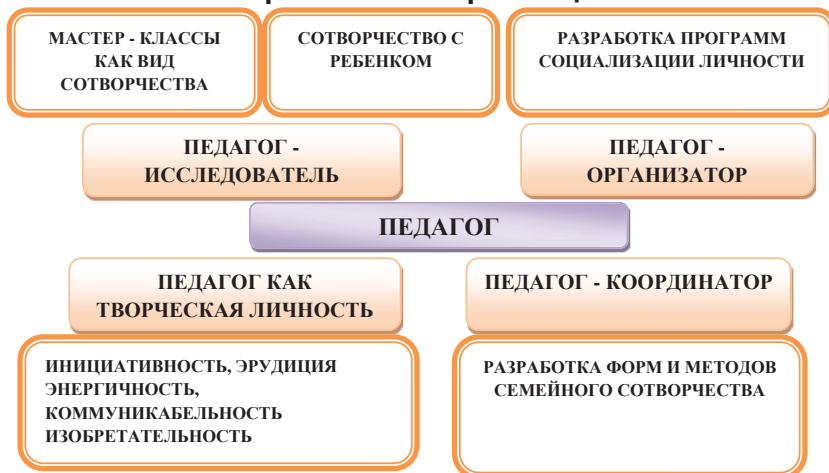 МАСТЕР - КЛАССЫ
КАК ВИД
СОТВОРЧЕСТВА
СОТВОРЧЕСТВО С
РЕБЕНКОМ
РАЗРАБОТКА ПРОГРАММ
СОЦИАЛИЗАЦИИ ЛИЧНОСТИ
ПЕДАГОГ -
ИССЛЕДОВАТЕЛЬ
ПЕДАГОГ -
ОРГАНИЗАТОР
ПЕДАГОГ
ПЕДАГОГ КАК
ТВОРЧЕСКАЯ ЛИЧНОСТЬ
ПЕДАГОГ - КООРДИНАТОР
ИНИЦИАТИВНОСТЬ, ЭРУДИЦИЯ
ЭНЕРГИЧНОСТЬ,
КОММУНИКАБЕЛЬНОСТЬ
ИЗОБРЕТАТЕЛЬНОСТЬ
РАЗРАБОТКА ФОРМ И МЕТОДОВ
СЕМЕЙНОГО СОТВОРЧЕСТВА